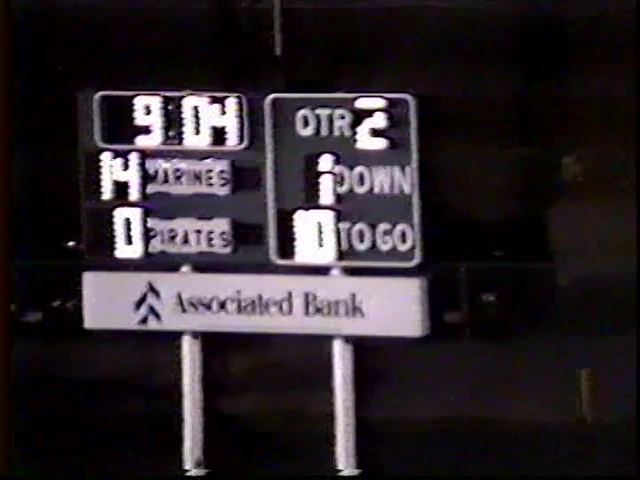 9:04
14 MARINES
0 PIRATES
QTR 2
1 DOWN
10 TO GO
Associated Bank